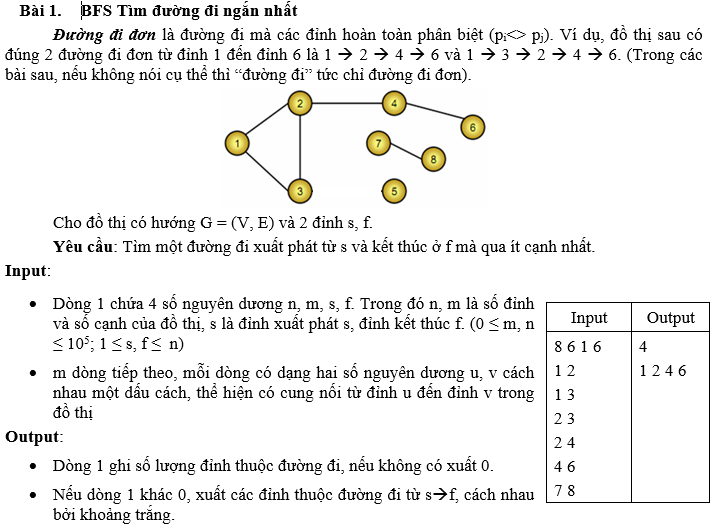 Bài 1. BFS Tìm đường đi ngắn nhất
Đường đi đơn là đường đi mà các đỉnh hoàn toàn phân biệt (pᵢ<> pⱼ). Ví dụ, đồ thị sau có
đúng 2 đường đi đơn từ đỉnh 1 đến đỉnh 6 là 1 → 2 → 4 → 6 và 1 → 3 → 2 → 4 → 6. (Trong các
bài sau, nếu không nói cụ thể thì “đường đi” tức chỉ đường đi đơn).
2
4
6
1
7
8
3
5
Cho đồ thị có hướng G = (V, E) và 2 đỉnh s, f.
Yêu cầu: Tìm một đường đi xuất phát từ s và kết thúc ở f mà qua ít cạnh nhất.
Input:
• Dòng 1 chứa 4 số nguyên dương n, m, s, f. Trong đó n, m là số đỉnh
và số cạnh của đồ thị, s là đỉnh xuất phát s, đỉnh kết thúc f. (0 ≤ m, n
≤ 10⁵; 1 ≤ s, f ≤ n)
• m dòng tiếp theo, mỗi dòng có dạng hai số nguyên dương u, v cách
nhau một dấu cách, thể hiện có cung nối từ đỉnh u đến đỉnh v trong
đồ thị
Output:
• Dòng 1 ghi số lượng đỉnh thuộc đường đi, nếu không có xuất 0.
• Nếu dòng 1 khác 0, xuất các đỉnh thuộc đường đi từ s→f, cách nhau
bởi khoảng trắng.
Input Output
8 6 1 6 4
1 2 1 2 4 6
1 3
2 3
2 4
4 6
7 8